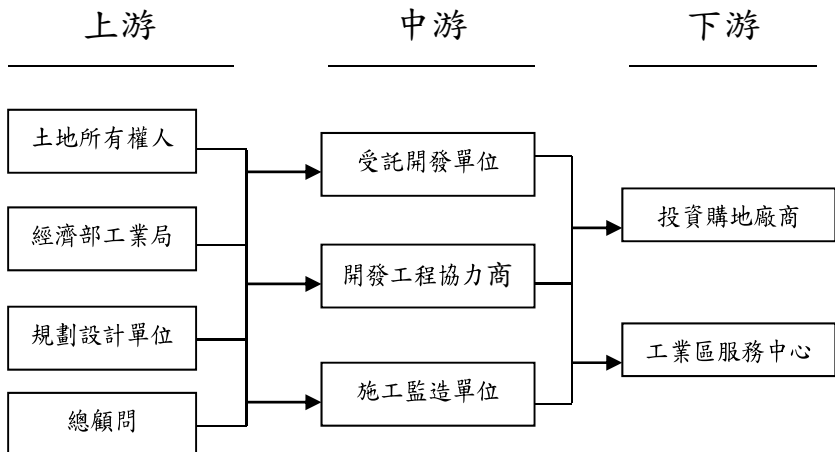 上游
中游
下游
土地所有權人
經濟部工業局
規劃設計單位
總顧問
受託開發單位
開發工程協力商
施工監造單位
投資購地廠商
工業區服務中心